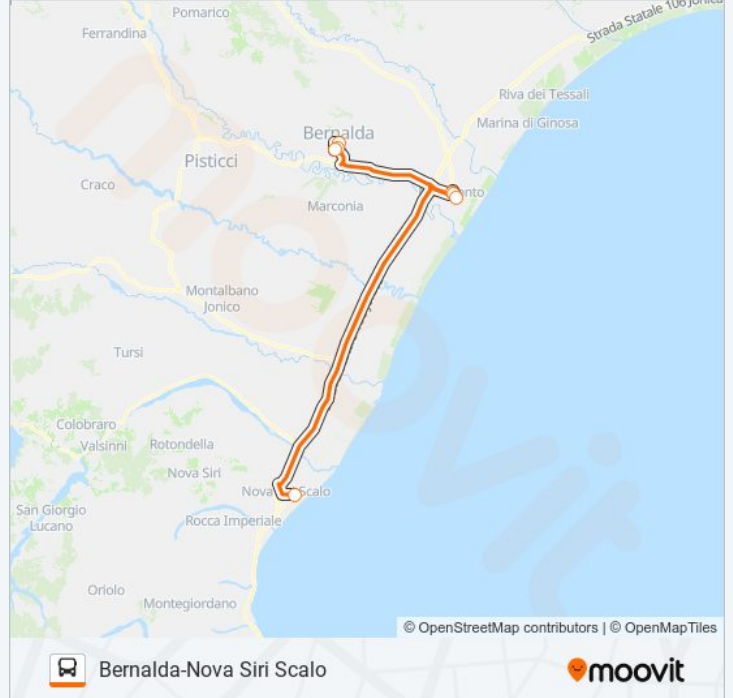 Pomarico
Strada Statale 106 Jonica
Ferrandina
Riva dei Tessali
Marina di Ginosa
Bernalda
Pisticci
Craco
Marconia
Montalbano
Jonico
Tursi
Colobraro
Valsinni
Rotondella
Nova Siri
Nova
Scalo
San Giorgio
Lucano
Rocca Imperiale
Oriolo
Montegiordano
moovit
© OpenStreetMap contributors | © OpenMapTiles
Bernalda-Nova Siri Scalo
moovit